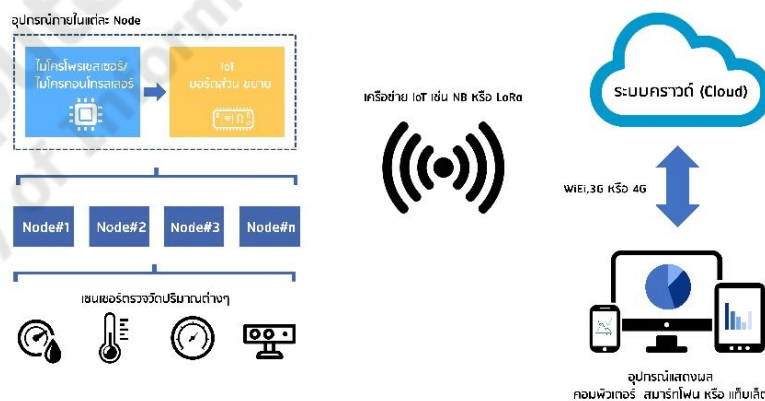 อุปกรณ์ภายในแต่ละ Node
ไมโครโพรเซสเซอร์/
ไมโครคอนโทรลเลอร์
IoT
บอร์ดส่วน ขยาย
Node#1
Node#2
Node#3
Node#n
เซนเซอร์ตรวจวัดปริมาณต่างๆ
เครือข่าย IoT เช่น NB หรือ LoRa
ระบบคราวด์ (Cloud)
WiFi,3G หรือ 4G
อุปกรณ์แสดงผล
คอมพิวเตอร์ สมาร์ทโฟน หรือ แท็บเล็ต